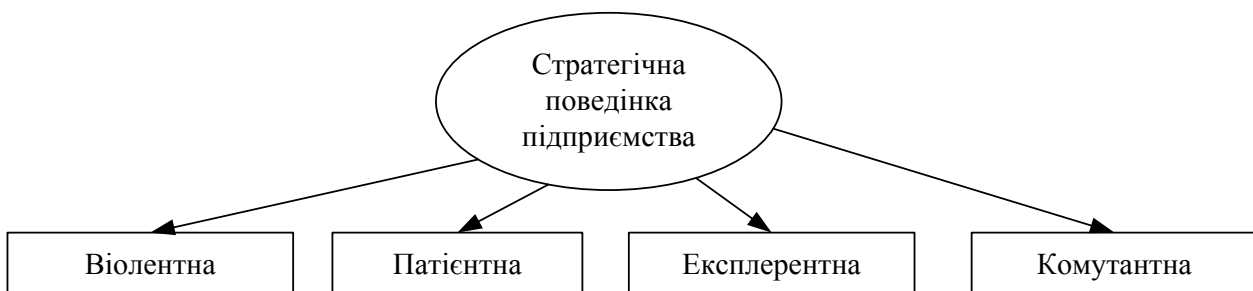 Стратегічна
поведінка
підприємства
Віолентна
Патієнтна
Експлерентна
Комутантна